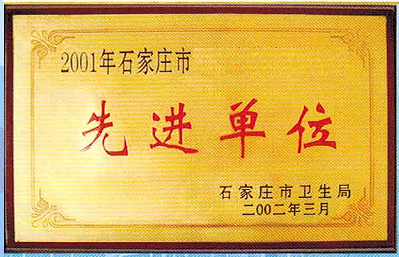 2001年石家庄市
先进单位
石家庄市卫生局
二00二年三月